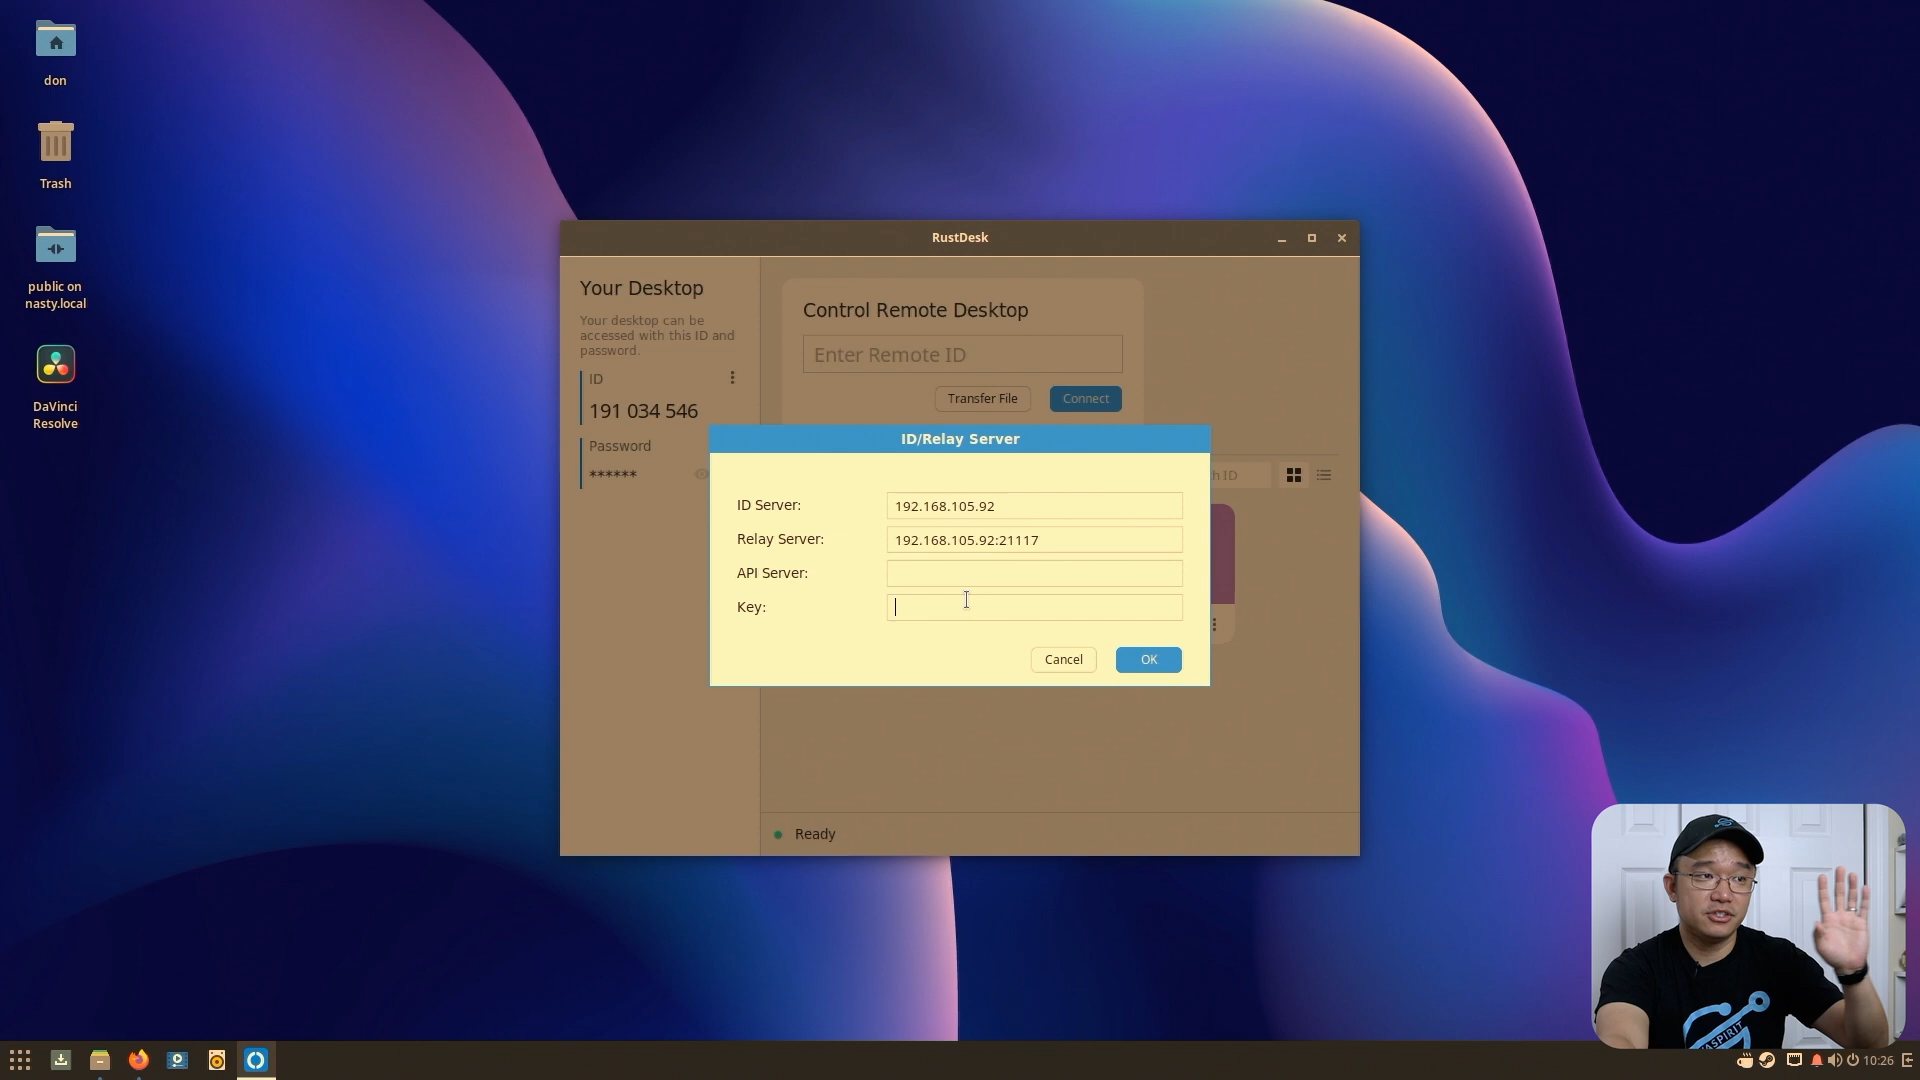 don
Trash
public on
nasty.local
DaVinci
Resolve
RustDesk
Your Desktop
Your desktop can be
accessed with this ID and
password.
ID
191 034 546
Password
******
Control Remote Desktop
Enter Remote ID
Transfer File
Connect
ID/Relay Server
ID Server:
192.168.105.92
Relay Server:
192.168.105.92:21117
API Server:
Key:
Cancel
OK
h ID
Ready
10:26